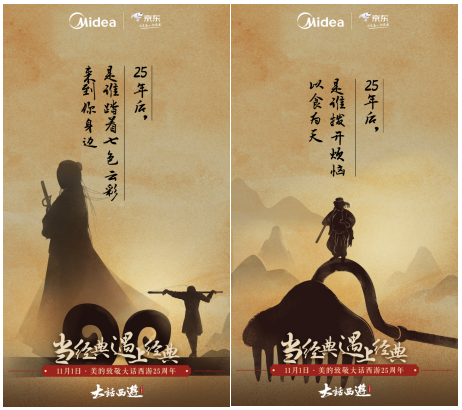 Midea
京东
25年后，
是谁踏着七色云彩
来到你身边
当经典遇上经典
11月1日·美的致敬大话西游25周年
大话西游
Midea
京东
25年后，
是谁拨开烦恼
以食为天
当经典遇上经典
11月1日·美的致敬大话西游25周年
大话西游